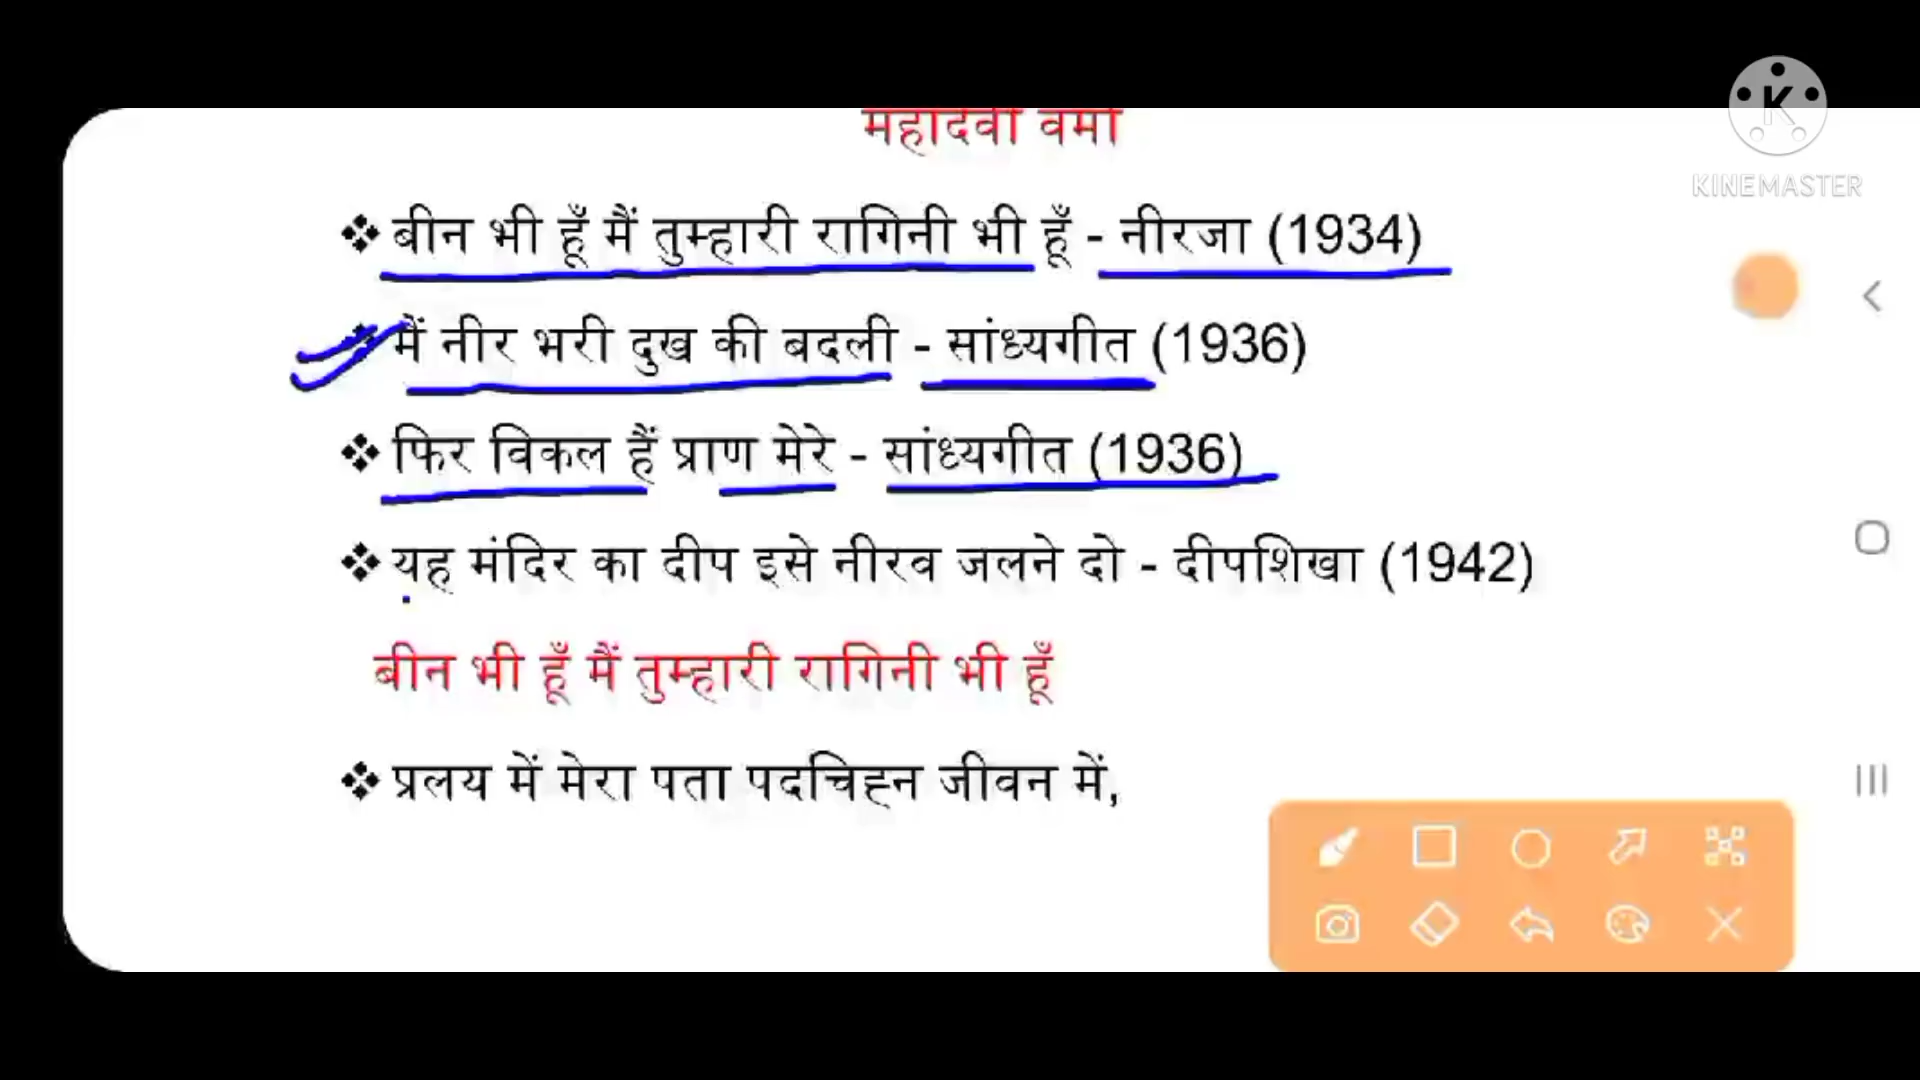 महादेवी वर्मा
KINEMASTER
❖ बीन भी हूँ मैं तुम्हारी रागिनी भी हूँ - नीरजा (1934)
मैं नीर भरी दुख की बदली - सांध्यगीत (1936)
❖ फिर विकल हैं प्राण मेरे - सांध्यगीत (1936)
❖ यह मंदिर का दीप इसे नीरव जलने दो - दीपशिखा (1942)
बीन भी हूँ मैं तुम्हारी रागिनी भी हूँ
❖ प्रलय में मेरा पता पदचिह्न जीवन में,